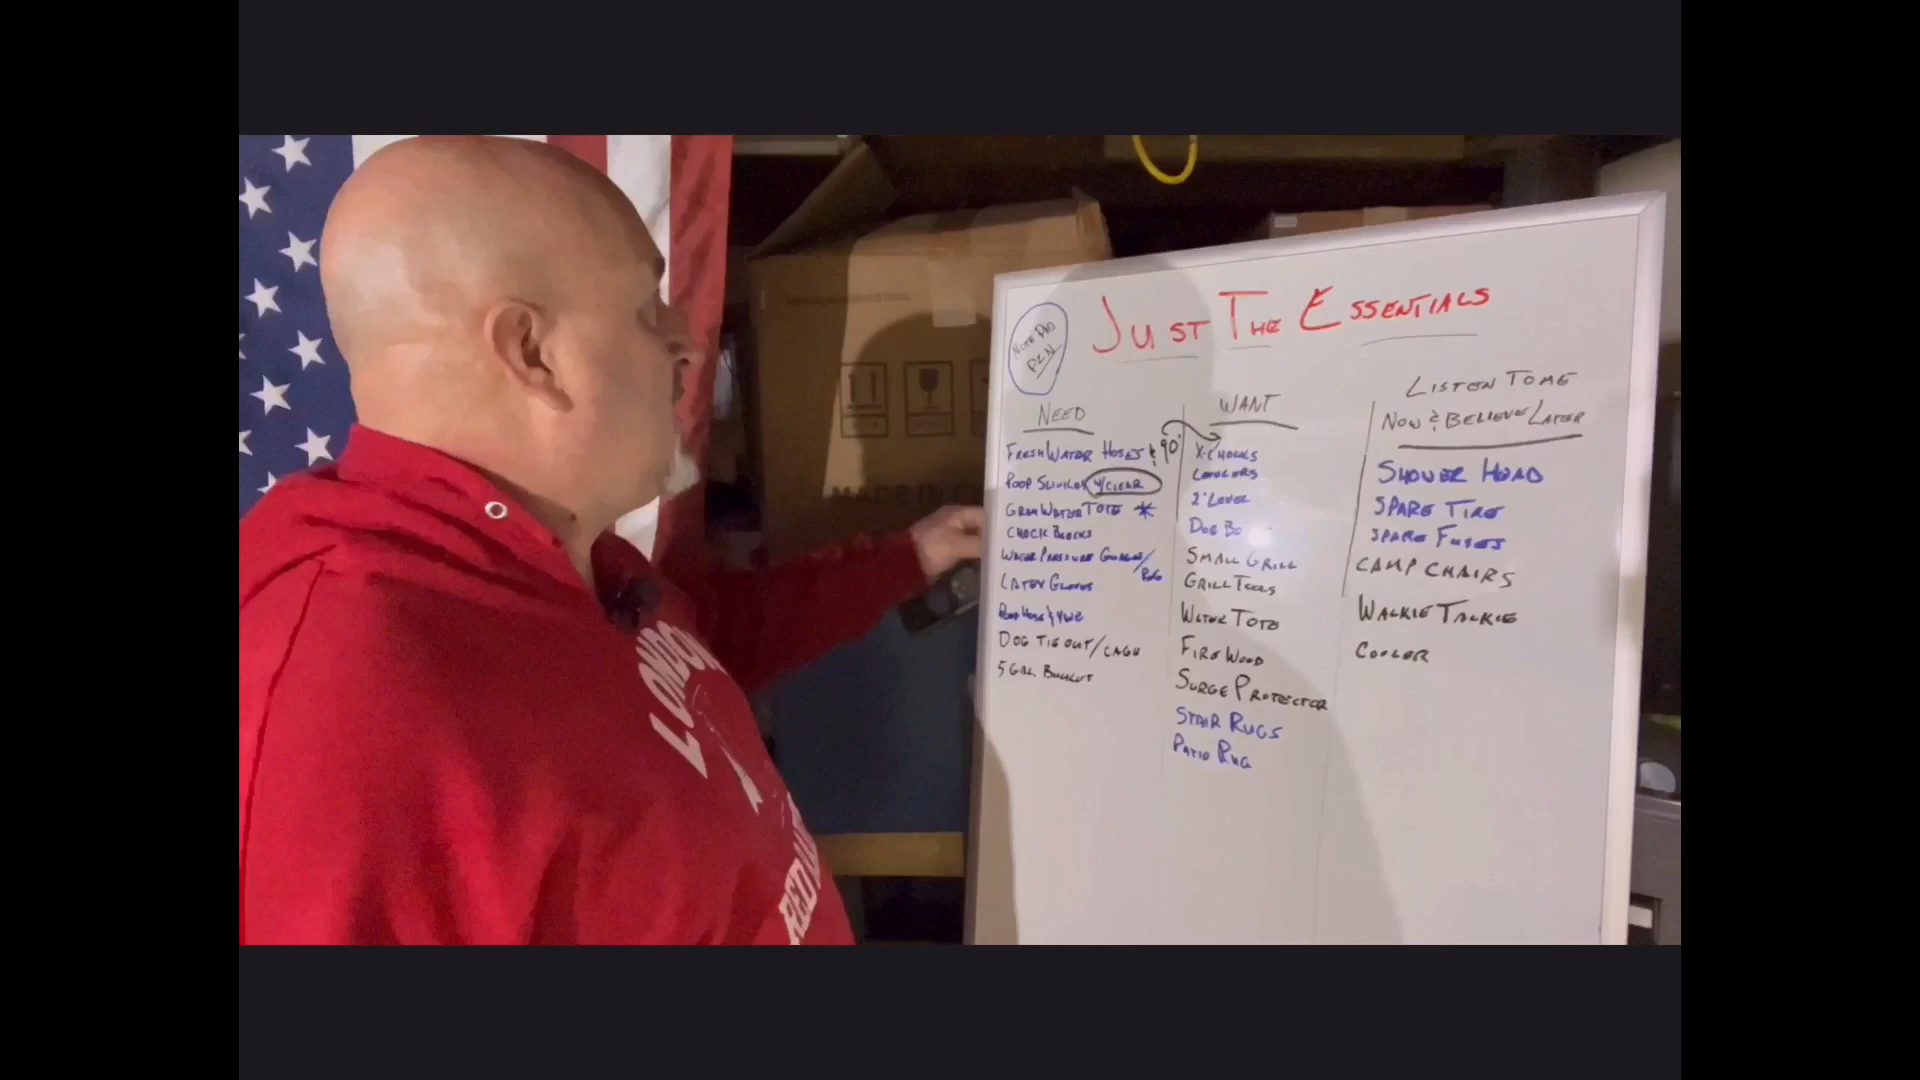 JUST THE ESSENTIALS
NOTE PAD
PEN
NEED
FRESH WATER HOSES & 90°
POOP SLINKY W/CLEAR
GRAY WATER TOTE *
CHOCK BLOCKS
WATER PRESSURE
LATEX GLOVES
DOG TIE OUT/CAGE
5 GAL. BUCKET
WANT
X-CHOCKS
LEVELERS
2' LEVEL
DOG
SMALL GRILL
GRILL TOOLS
WATER TOTE
FIRE WOOD
SURGE PROTECTOR
STAIR RUGS
PATIO RUG
LISTEN TO ME
NOW & BELIEVE LATER
SHOWER HEAD
SPARE TIRE
SPARE FUSES
CAMP CHAIRS
WALKIE TALKIE
COOLER
LONDON